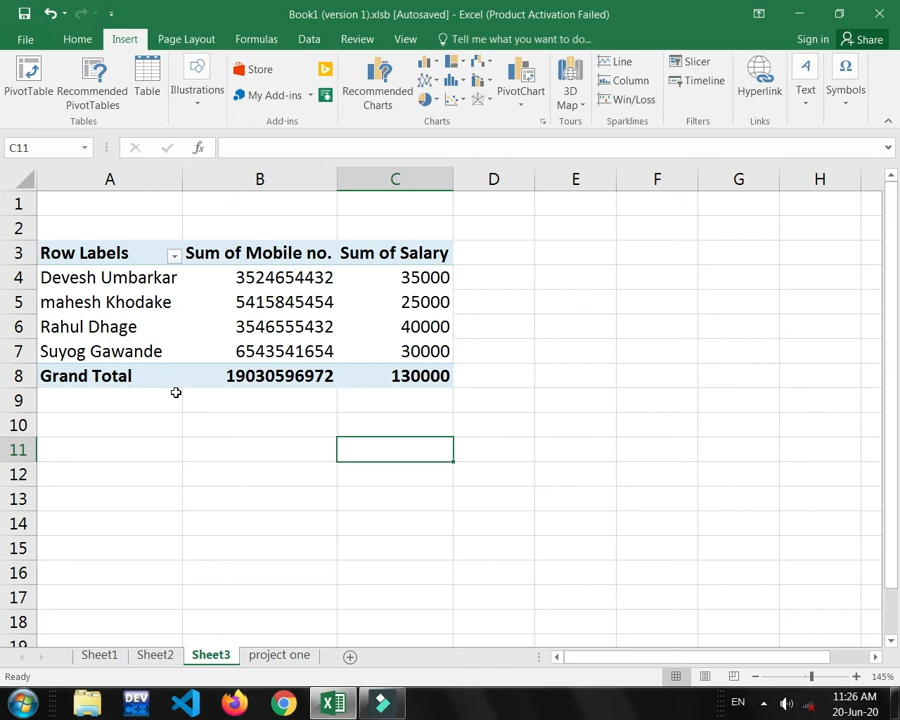 Book1 (version 1).xlsb [Autosaved] - Excel (Product Activation Failed)
File Home Insert Page Layout Formulas Data Review View Tell me what you want to do... Sign in Share
PivotTable Recommended PivotTables Table Illustrations Store My Add-ins Recommended Charts PivotChart 3D Map Line Column Win/Loss Slicer Timeline Hyperlink Text Symbols
Tables Add-ins Charts Tours Sparklines Filters Links
C11 fx
A B C D E F G H
1
2
3 Row Labels Sum of Mobile no. Sum of Salary
4 Devesh Umbarkar 3524654432 35000
5 mahesh Khodake 5415845454 25000
6 Rahul Dhage 3546555432 40000
7 Suyog Gawande 6543541654 30000
8 Grand Total 19030596972 130000
9
10
11
12
13
14
15
16
17
18
19
Sheet1 Sheet2 Sheet3 project one
Ready 145%
DEV EN 11:26 AM
20-Jun-20